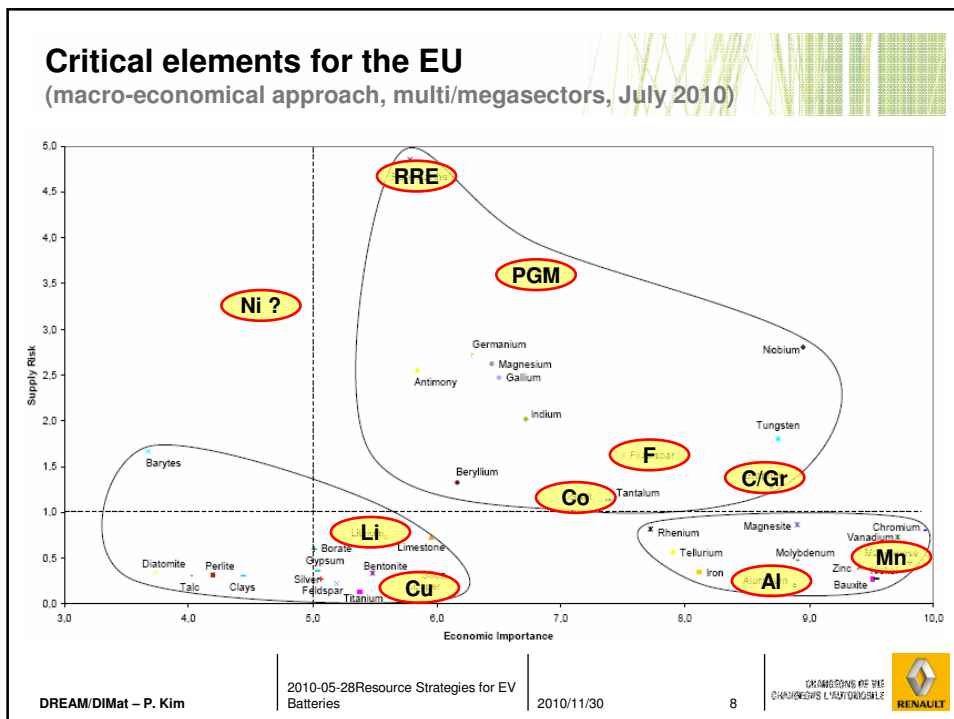 Critical elements for the EU
(macro-economical approach, multi/megasectors, July 2010)
5,0
4,5
4,0
3,5
3,0
2,5
2,0
1,5
1,0
0,5
0,0
Supply Risk
RRE
PGM
Ni ?
Germanium
Magnesium
Gallium
Antimony
Niobium
Indium
Tungsten
Barytes
F
Beryllium
C/Gr
Co
Tantalum
Li
Borate
Limestone
Rhenium
Magnesite
Chromium
Vanadium
Diatomite
Perlite
Gypsum
Bentonite
Tellurium
Molybdenum
Mn
Talc
Clays
Silver
Feldspar
Titanium
Cu
Iron
Al
Zinc
Bauxite
3,0
4,0
5,0
6,0
7,0
8,0
9,0
10,0
Economic Importance
DREAM/DIMat – P. Kim
2010-05-28Resource Strategies for EV
Batteries
2010/11/30
8
CHANGEONS DE VIE
CHANGEONS L'AUTOMOBILE
RENAULT